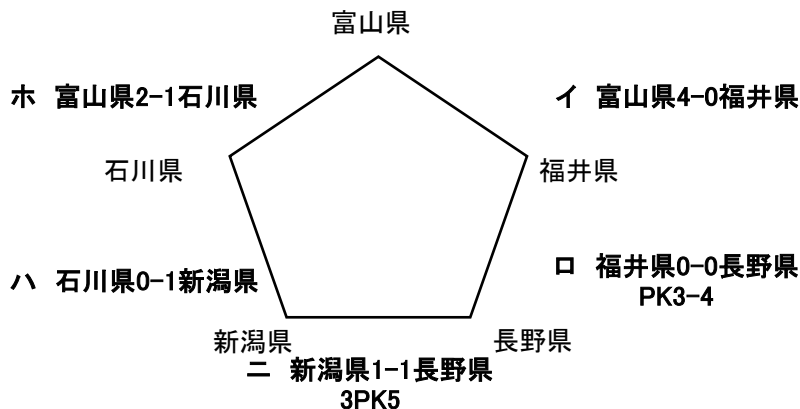 富山県
ホ 富山県2-1石川県
イ 富山県4-0福井県
石川県
福井県
ハ 石川県0-1新潟県
ロ 福井県0-0長野県
PK3-4
新潟県
長野県
ニ 新潟県1-1長野県
3PK5